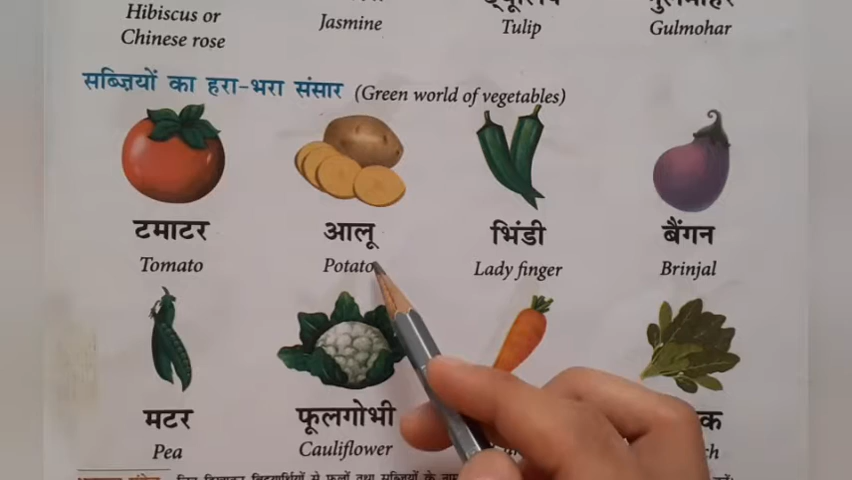 Hibiscus or
Chinese rose
Jasmine
Tulip
Gulmohar
सब्ज़ियों का हरा-भरा संसार (Green world of vegetables)
टमाटर
आलू
भिंडी
बैंगन
Tomato
Potato
Lady finger
Brinjal
मटर
फूलगोभी
Pea
Cauliflower